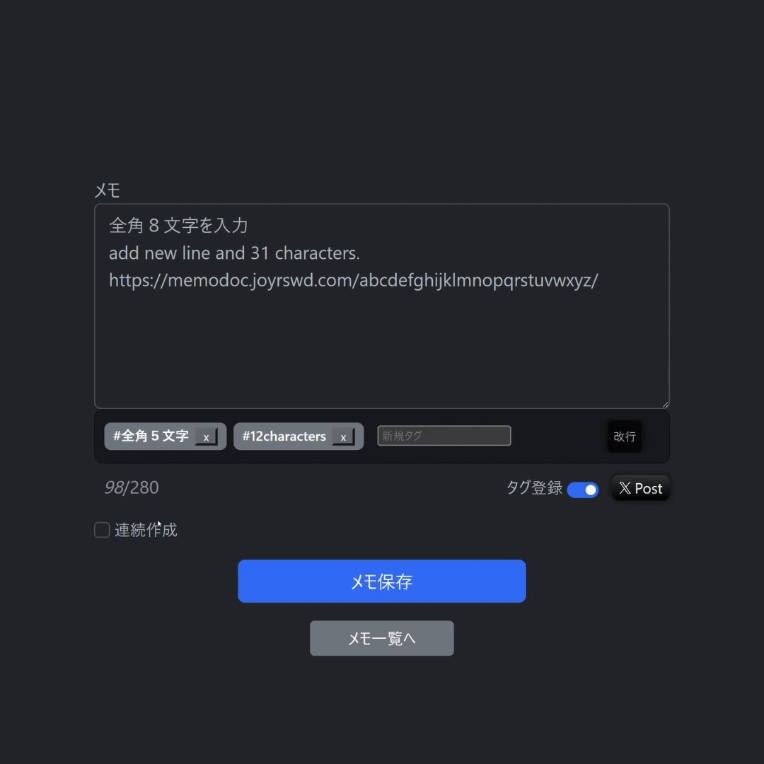 メモ
全角８文字を入力
add new line and 31 characters.
https://memodoc.joyrswd.com/abcdefghijklmnopqrstuvwxyz/
#全角５文字 x #12characters x 新規タグ 改行
98/280 タグ登録 𝕏 Post
連続作成
メモ保存
メモ一覧へ